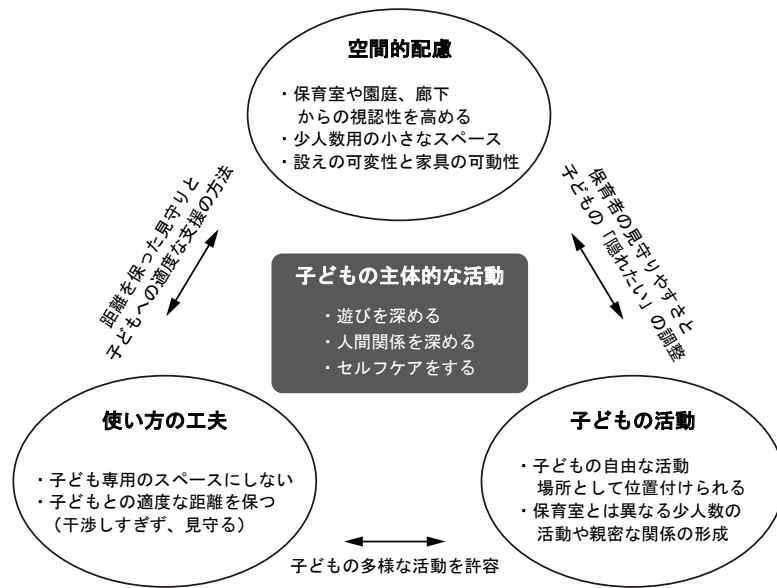 空間的配慮
・保育室や園庭、廊下
からの視認性を高める
・少人数用の小さなスペース
・設えの可変性と家具の可動性
距離を保った見守りと
子どもへの適度な支援の方法
保育者の見守りやすさと
子どもの「隠れたい」の調整
子どもの主体的な活動
・遊びを深める
・人間関係を深める
・セルフケアをする
使い方の工夫
・子ども専用のスペースにしない
・子どもとの適度な距離を保つ
(干渉しすぎず、見守る)
子どもの活動
・子どもの自由な活動
場所として位置付けられる
・保育室とは異なる少人数の
活動や親密な関係の形成
子どもの多様な活動を許容